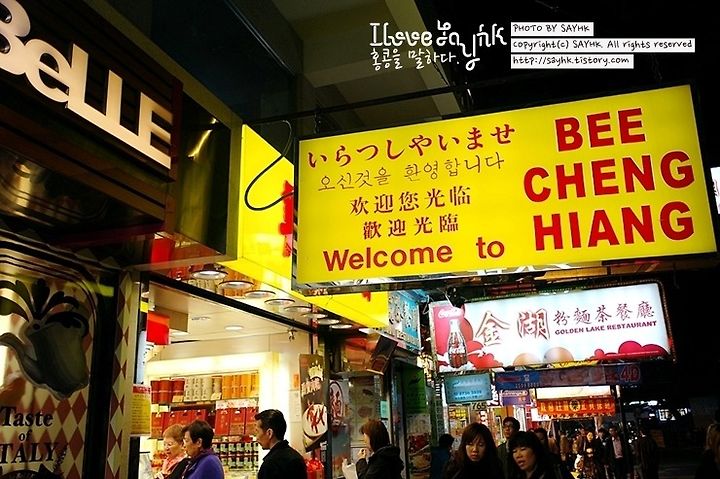 I love Sayhk
홍콩을 말하다.
PHOTO BY SAYHK
copyright(c) SAYHK. All rights reserved
http://sayhk.tistory.com
BELLE
いらつしやいませ
오신것을 환영합니다
欢迎您光临
歡迎光臨
Welcome to
BEE
CHENG
HIANG
Coca-Cola
金湖粉麵茶餐廳
GOLDEN LAKE RESTAURANT
Taste
of
ITALY